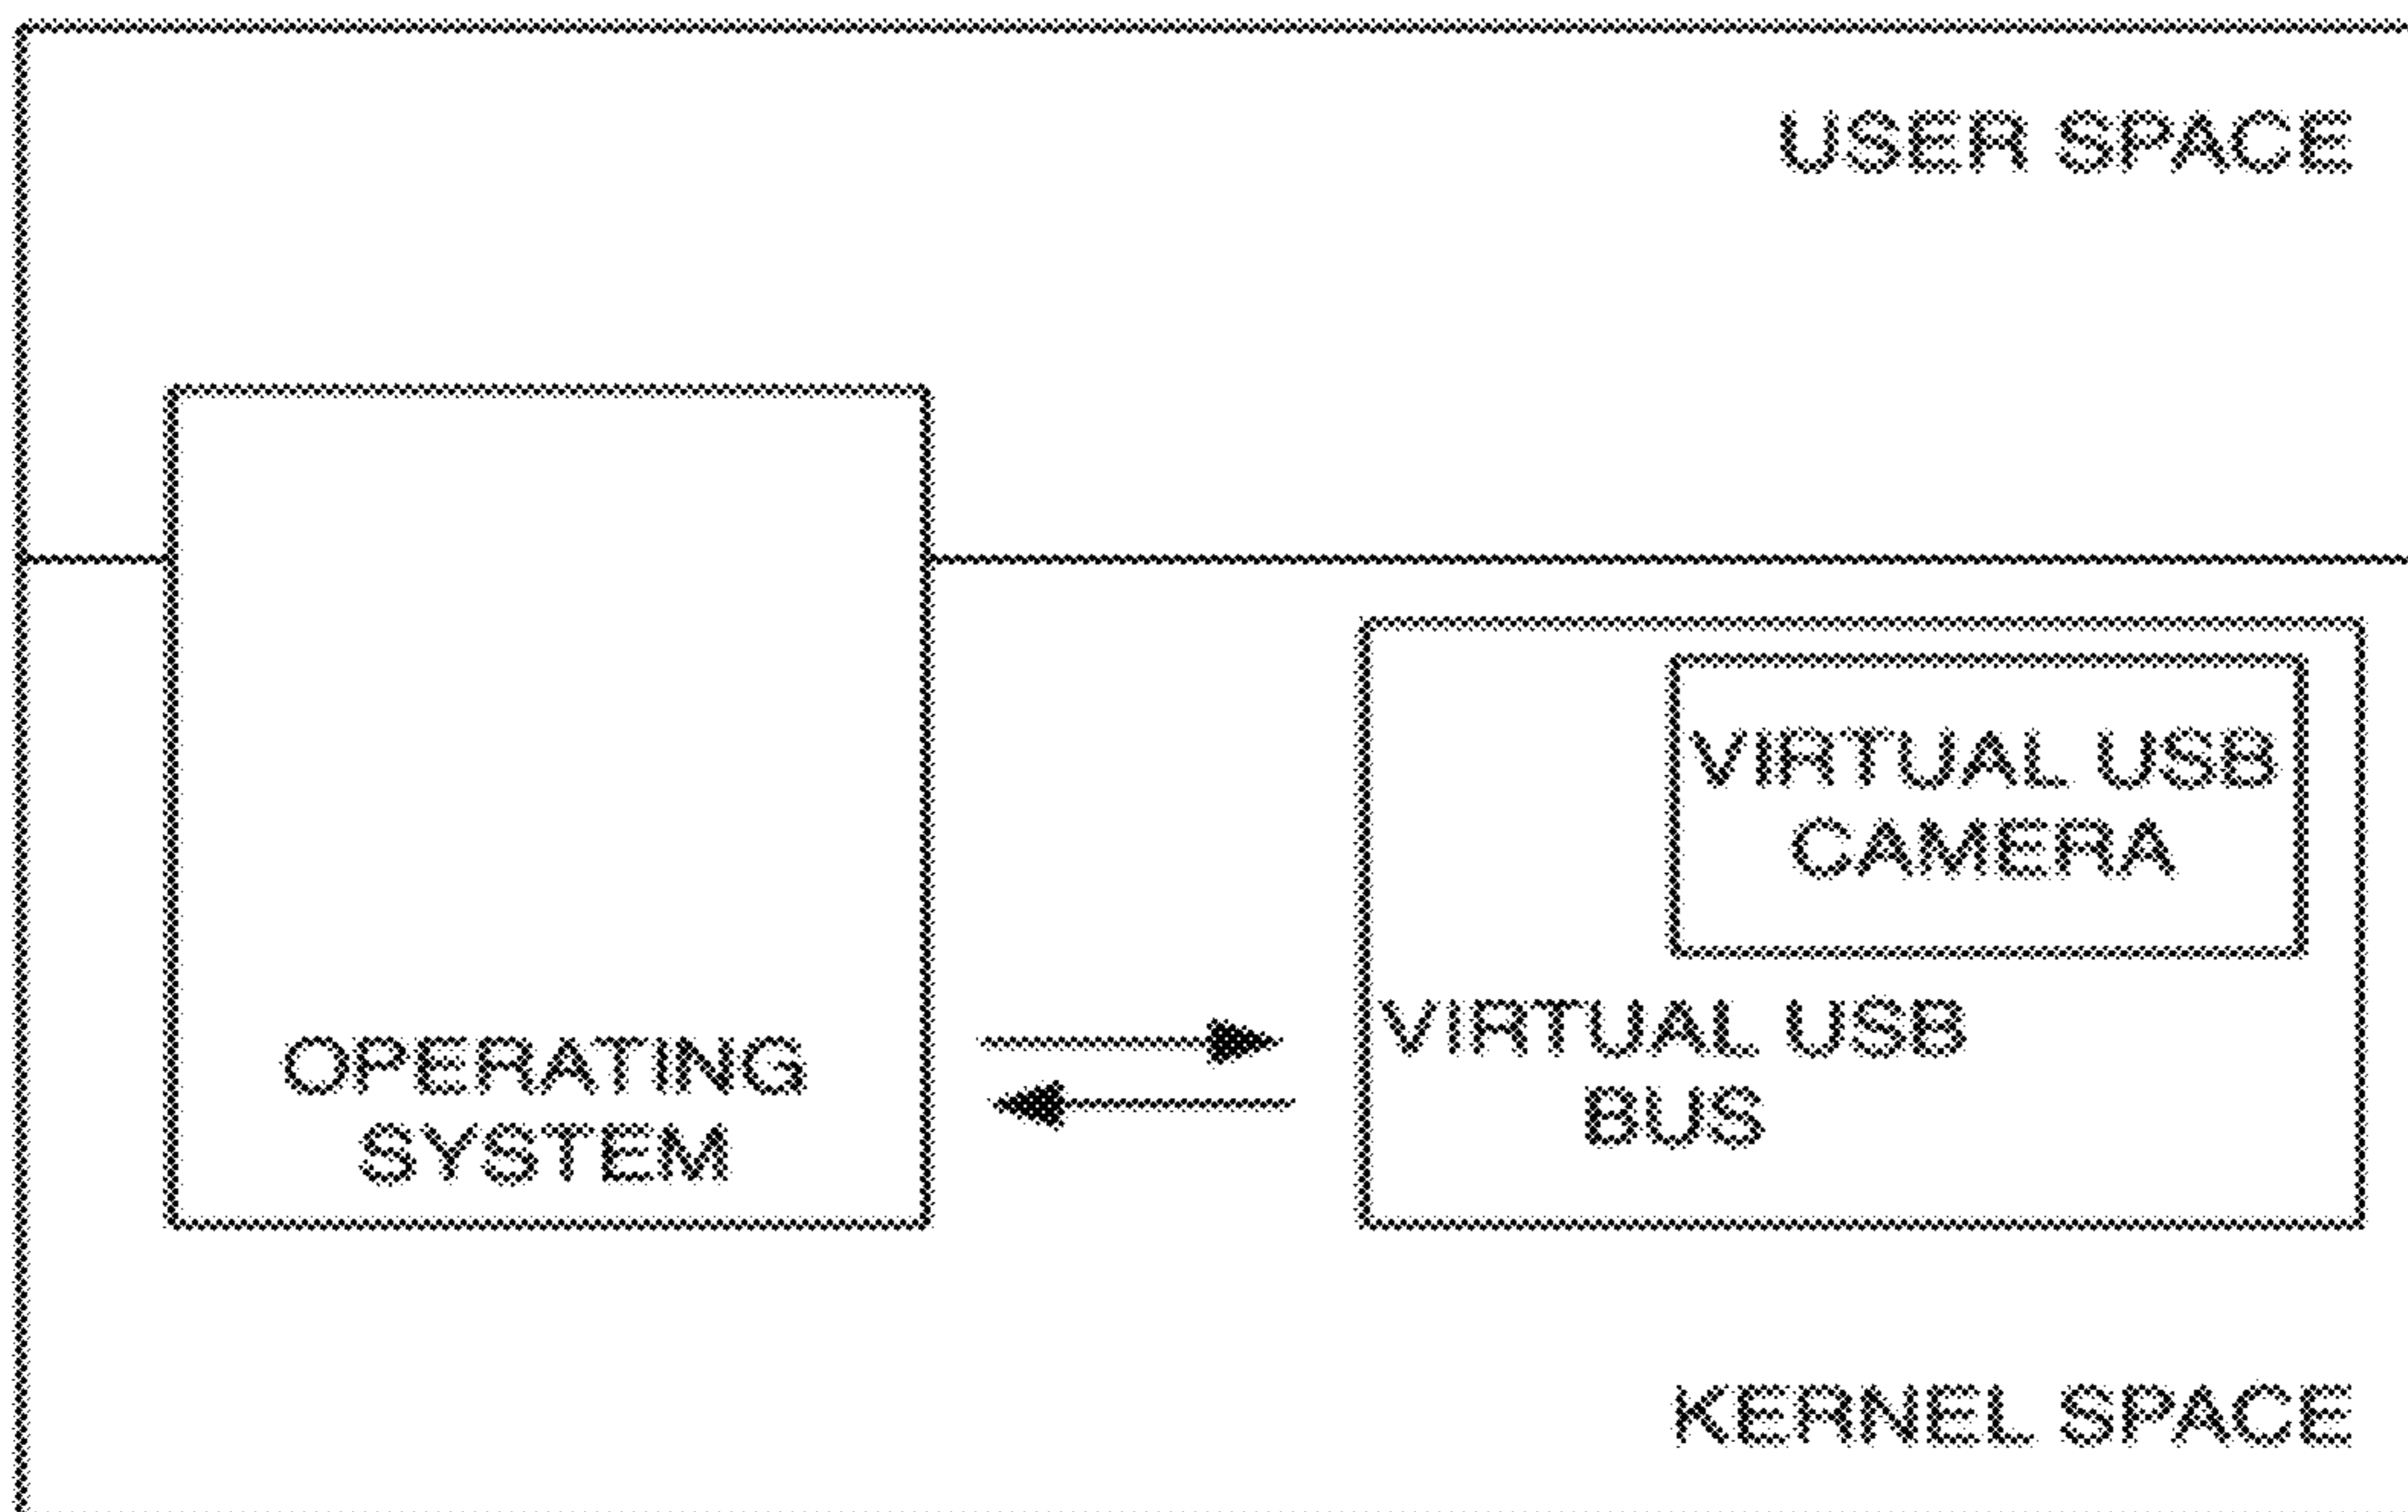 USER SPACE
VIRTUAL USB
CAMERA
OPERATING
SYSTEM
VIRTUAL USB
BUS
KERNEL SPACE